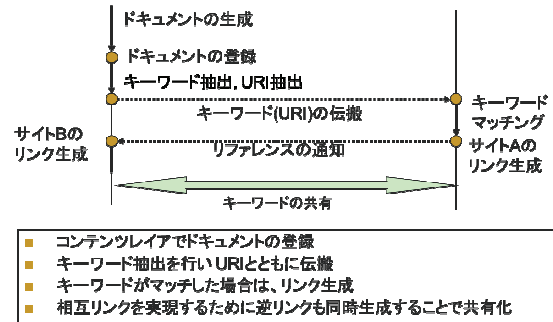 ドキュメントの生成
ドキュメントの登録
キーワード抽出，URI抽出
キーワード(URI)の伝搬
キーワード
マッチング
サイトBの
リンク生成
リファレンスの通知
サイトAの
リンク生成
キーワードの共有
コンテンツレイアでドキュメントの登録
キーワード抽出を行いURIとともに伝搬
キーワードがマッチした場合は、リンク生成
相互リンクを実現するために逆リンクも同時生成することで共有化